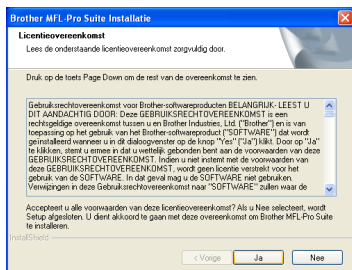 Brother MFL-Pro Suite Installatie
Licentieovereenkomst
Lees de onderstaande licentieovereenkomst zorgvuldig door.
Druk op de toets Page Down om de rest van de overeenkomst te zien.
Gebruiksrechtovereenkomst voor Brother-softwareproducten BELANGRIJK- LEEST U
DIT AANDACHTIG DOOR: Deze GEBRUIKSRECHTOVEREENKOMST is een
rechtsgeldige overeenkomst tussen u en Brother Industries, Ltd. ("Brother") en is van
toepassing op het gebruik van het Brother-softwareproduct ("SOFTWARE") dat wordt
geïnstalleerd wanneer u in dit dialoogvenster op de knop "Yes" ("Ja") klikt. Door op "Ja"
te klikken, stemt u ermee in dat u wettelijk gebonden bent aan de voorwaarden van deze
GEBRUIKSRECHTOVEREENKOMST. Indien u niet instemt met de voorwaarden van
deze GEBRUIKSRECHTOVEREENKOMST, wordt geen licentie verstrekt voor het
gebruik van de SOFTWARE. In dat geval mag u de SOFTWARE niet gebruiken.
Verwijzingen in deze Gebruiksrechtovereenkomst naar "SOFTWARE" zullen waar de
Accepteert u alle voorwaarden van deze licentieovereenkomst? Als u Nee selecteert, wordt
Setup afgesloten. U dient akkoord te gaan met deze overeenkomst om Brother MFL-Pro Suite
te installeren.
InstallShield
< Vorige Ja Nee